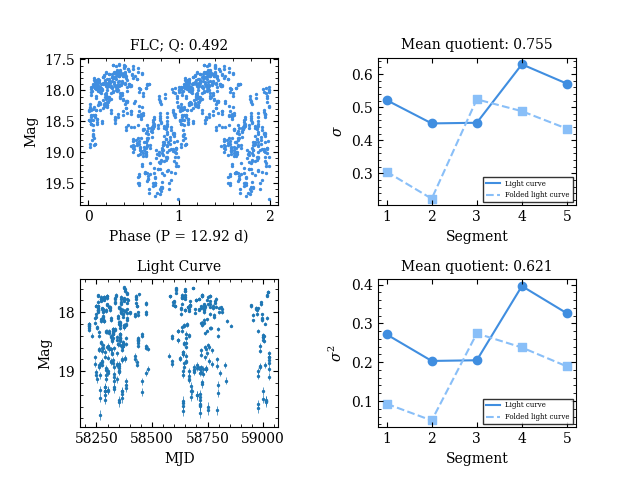 FLC; Q: 0.492
17.5
18.0
18.5
19.0
19.5
Mag
0
1
2
Phase (P = 12.92 d)
Mean quotient: 0.755
0.6
0.5
0.4
0.3
σ
Light curve
Folded light curve
1
2
3
4
5
Segment
Light Curve
18
19
Mag
58250
58500
58750
59000
MJD
Mean quotient: 0.621
0.4
0.3
0.2
0.1
σ²
Light curve
Folded light curve
1
2
3
4
5
Segment